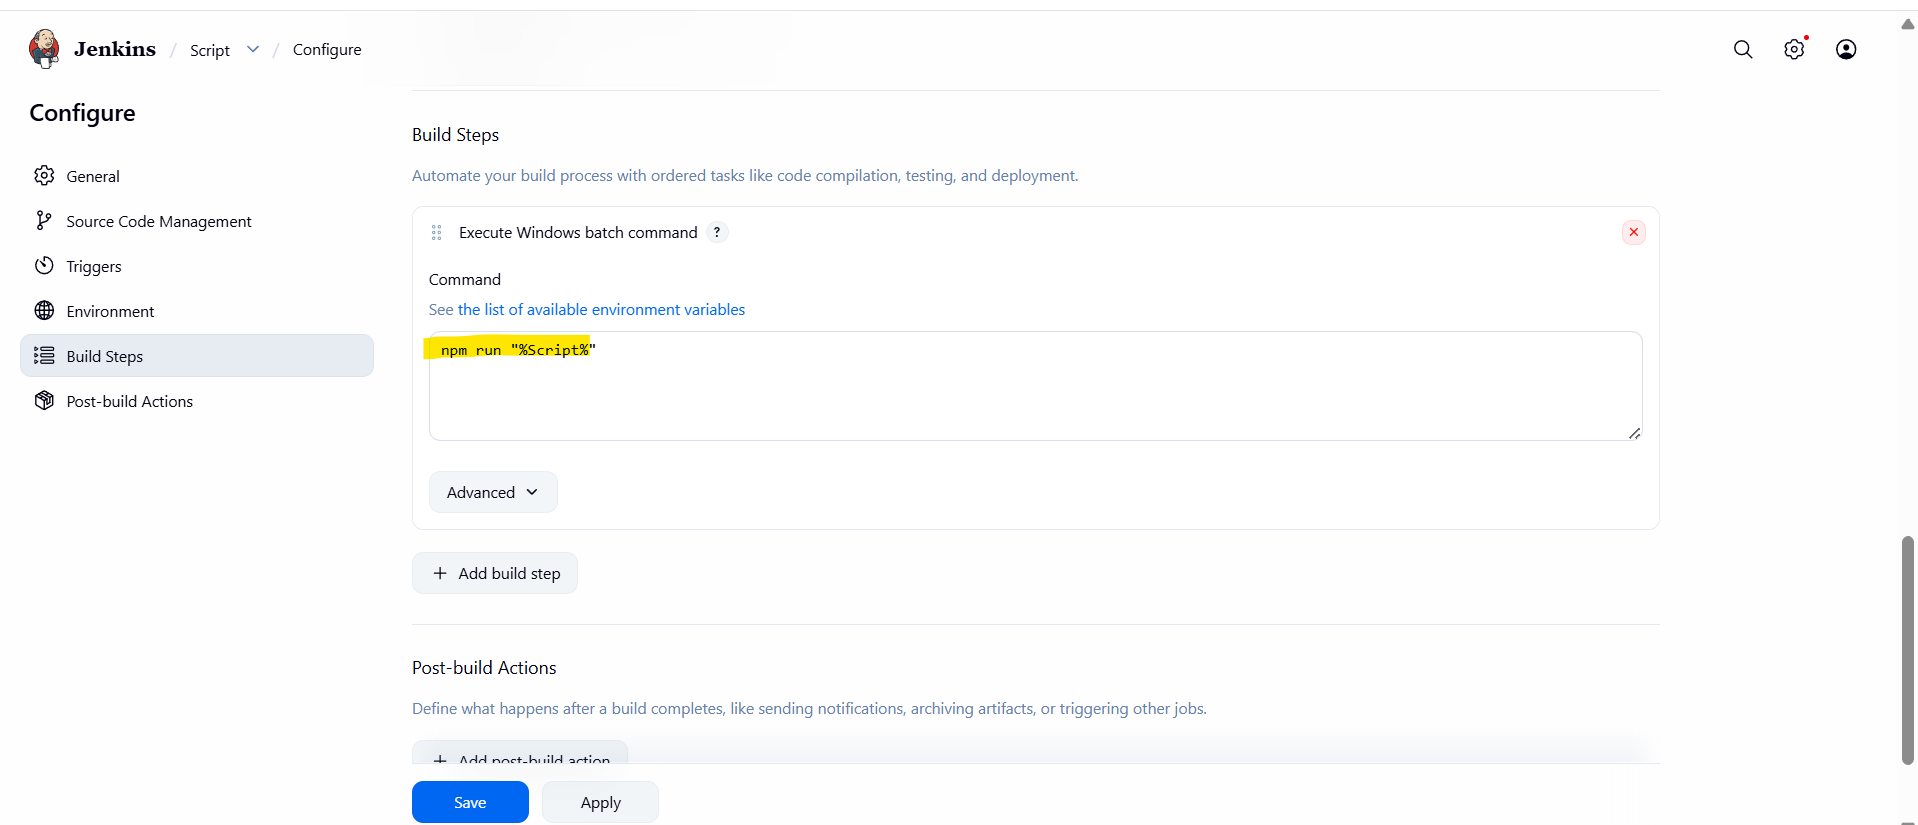 Jenkins / Script / Configure
Configure
General
Source Code Management
Triggers
Environment
Build Steps
Post-build Actions
Build Steps
Automate your build process with ordered tasks like code compilation, testing, and deployment.
Execute Windows batch command ?
Command
See the list of available environment variables
npm run "%Script%"
Advanced
+ Add build step
Post-build Actions
Define what happens after a build completes, like sending notifications, archiving artifacts, or triggering other jobs.
+ Add post-build action
Save Apply